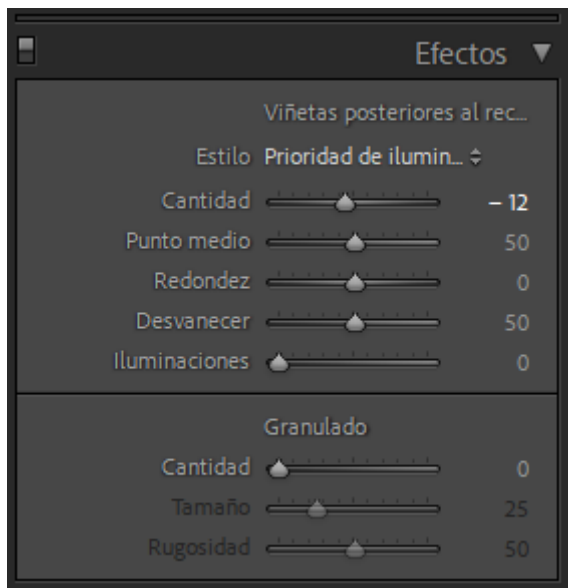 Efectos
Viñetas posteriores al rec...
Estilo Prioridad de ilumin...
Cantidad – 12
Punto medio 50
Redondez 0
Desvanecer 50
Iluminaciones 0
Granulado
Cantidad 0
Tamaño 25
Rugosidad 50